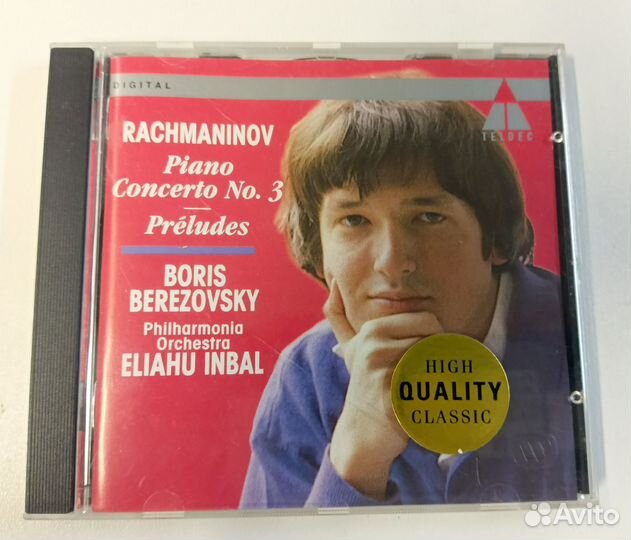 DIGITAL
TELDEC
RACHMANINOV
Piano
Concerto No. 3
Préludes
BORIS
BEREZOVSKY
Philharmonia
Orchestra
ELIAHU INBAL
HIGH
QUALITY
CLASSIC
Avito